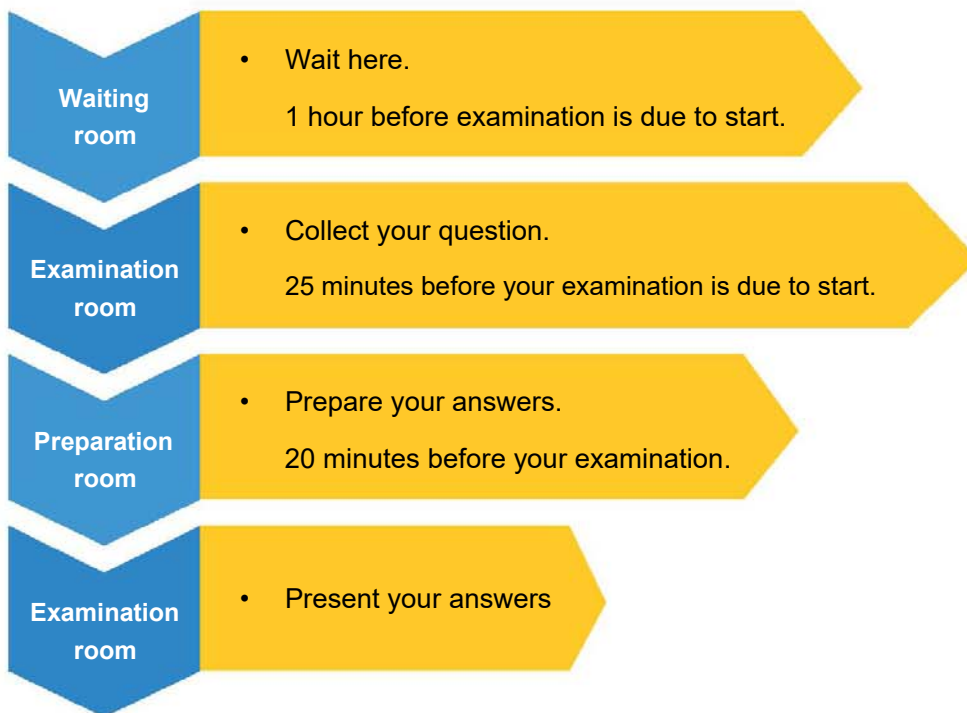 Waiting
room
• Wait here.
1 hour before examination is due to start.
Examination
room
• Collect your question.
25 minutes before your examination is due to start.
Preparation
room
• Prepare your answers.
20 minutes before your examination.
Examination
room
• Present your answers